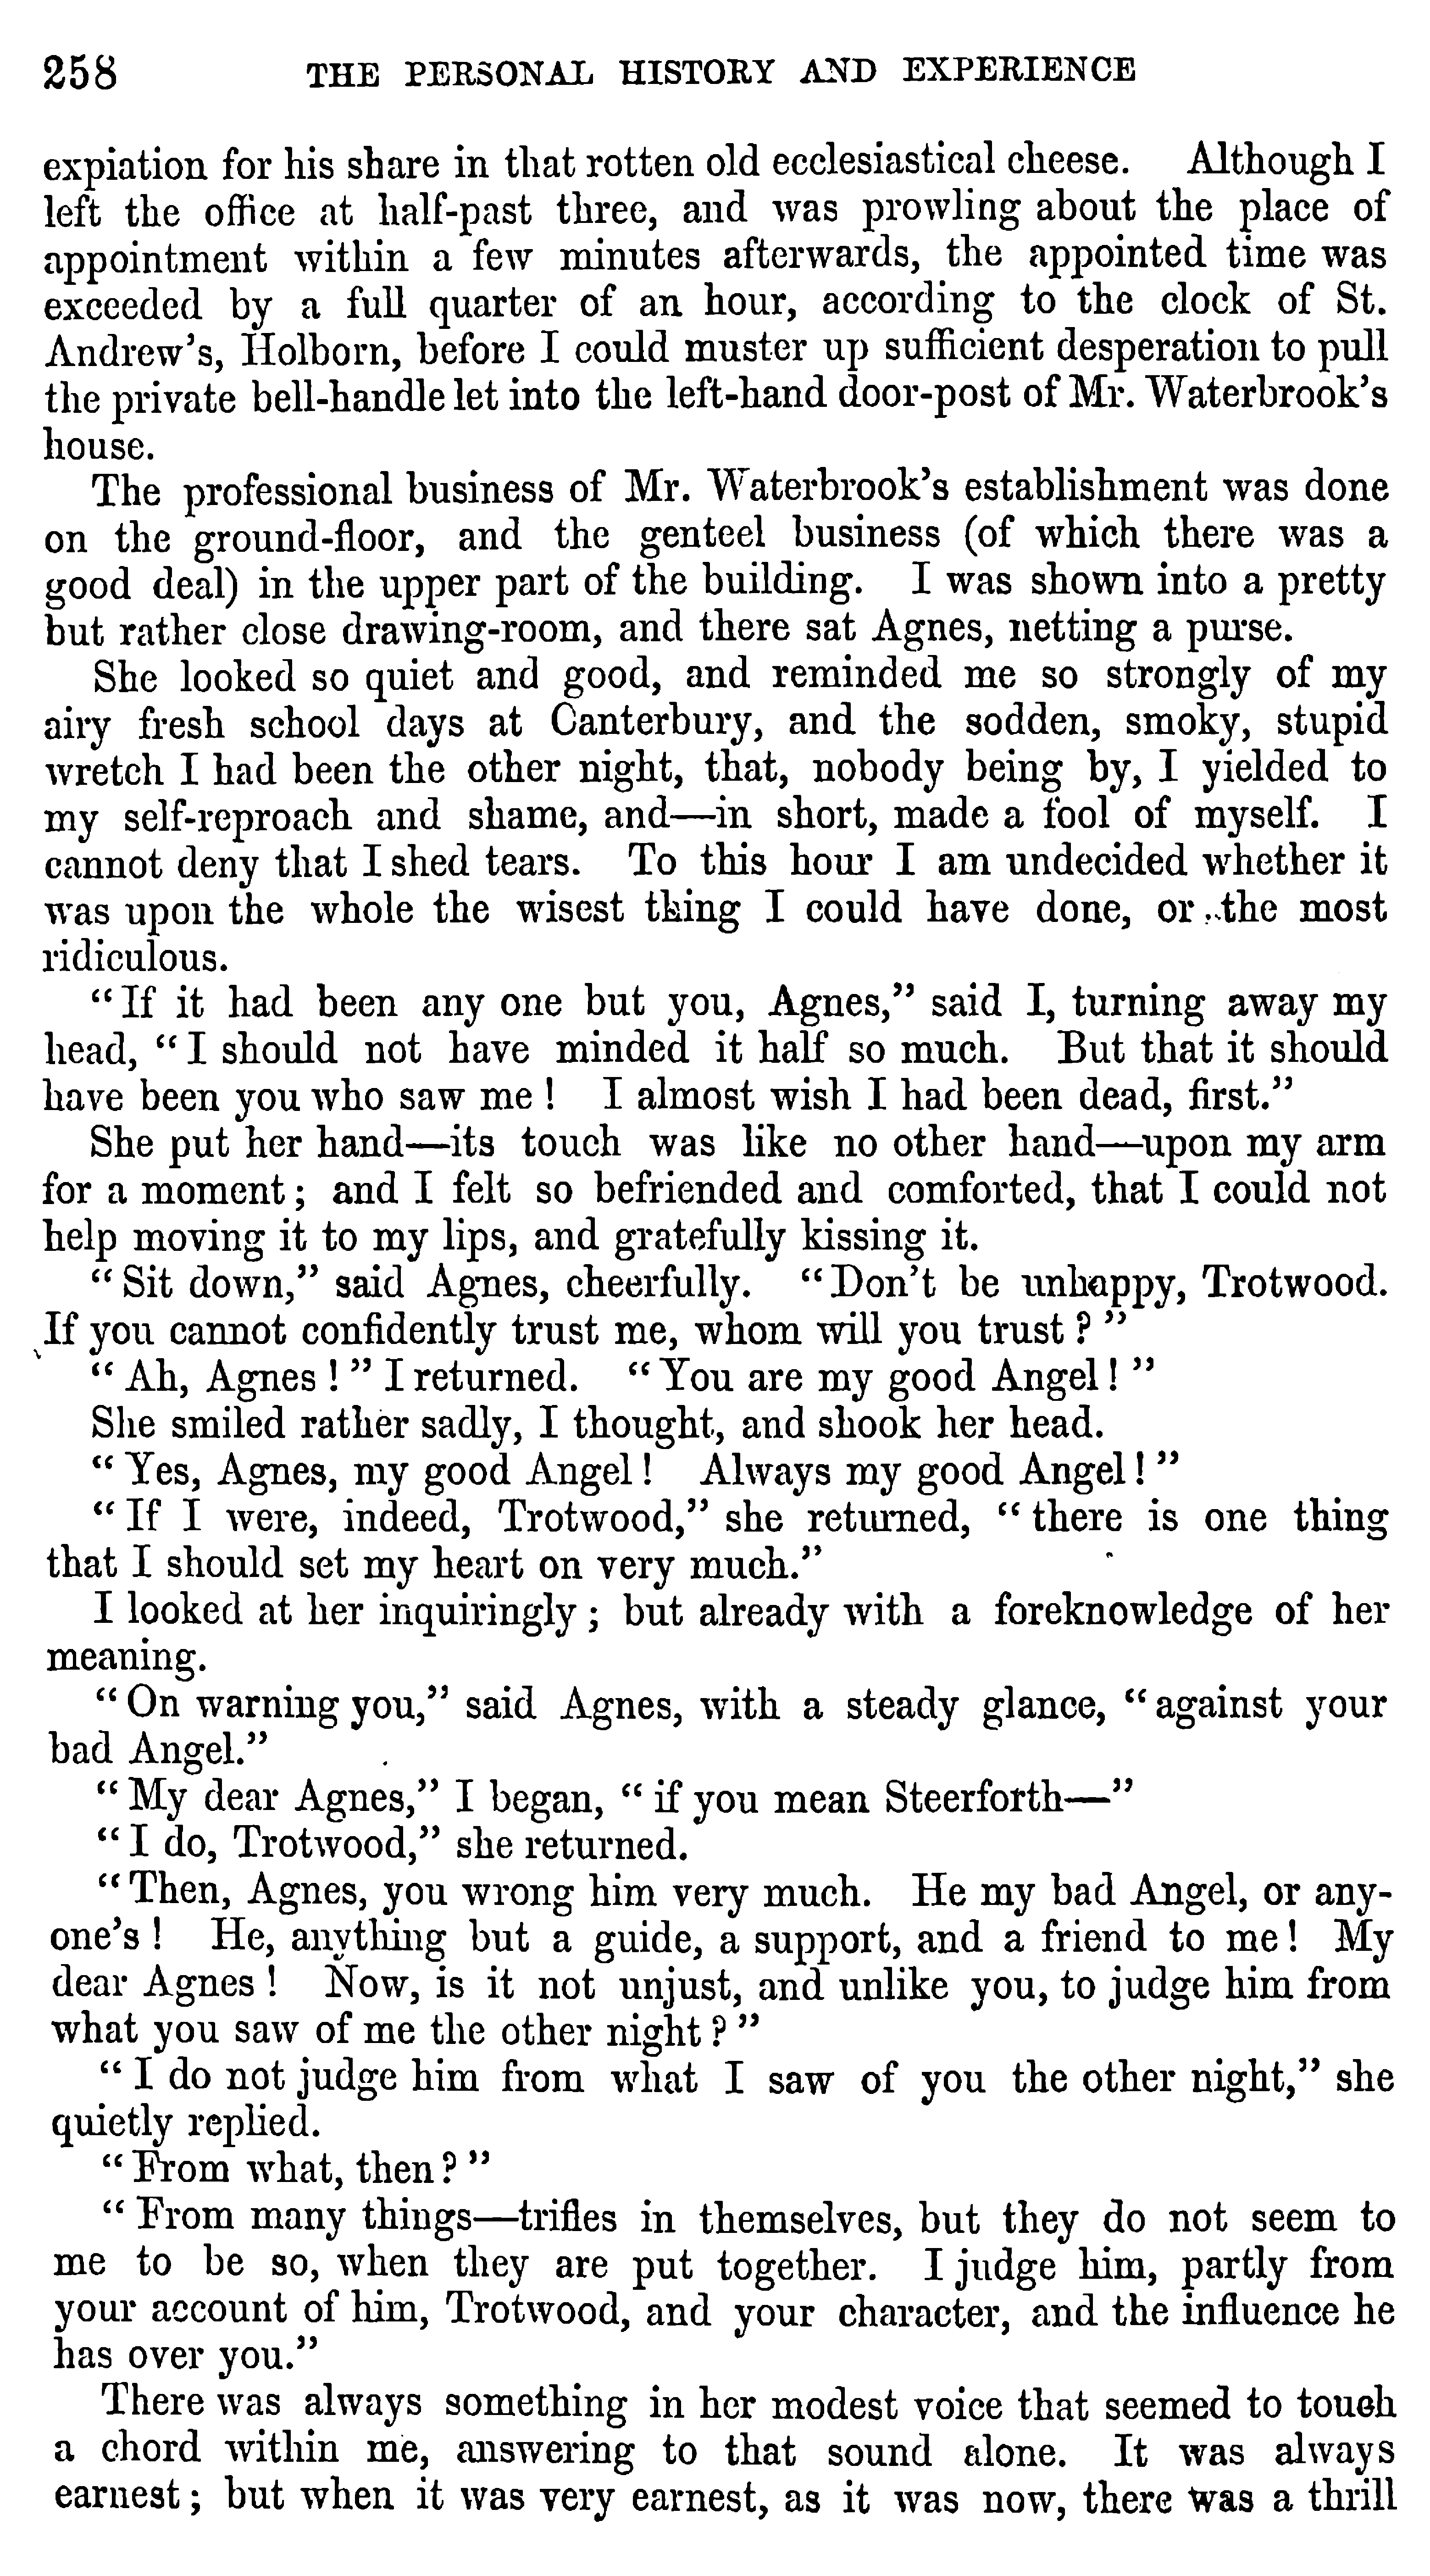 258 THE PERSONAL HISTORY AND EXPERIENCE
expiation for his share in that rotten old ecclesiastical cheese. Although I
left the office at half-past three, and was prowling about the place of
appointment within a few minutes afterwards, the appointed time was
exceeded by a full quarter of an hour, according to the clock of St.
Andrew's, Holborn, before I could muster up sufficient desperation to pull
the private bell-handle let into the left-hand door-post of Mr. Waterbrook's
house.
The professional business of Mr. Waterbrook's establishment was done
on the ground-floor, and the genteel business (of which there was a
good deal) in the upper part of the building. I was shown into a pretty
but rather close drawing-room, and there sat Agnes, netting a purse.
She looked so quiet and good, and reminded me so strongly of my
airy fresh school days at Canterbury, and the sodden, smoky, stupid
wretch I had been the other night, that, nobody being by, I yielded to
my self-reproach and shame, and—in short, made a fool of myself. I
cannot deny that I shed tears. To this hour I am undecided whether it
was upon the whole the wisest thing I could have done, or the most
ridiculous.
"If it had been any one but you, Agnes," said I, turning away my
head, "I should not have minded it half so much. But that it should
have been you who saw me! I almost wish I had been dead, first."
She put her hand—its touch was like no other hand—upon my arm
for a moment; and I felt so befriended and comforted, that I could not
help moving it to my lips, and gratefully kissing it.
"Sit down," said Agnes, cheerfully. "Don't be unhappy, Trotwood.
If you cannot confidently trust me, whom will you trust?"
"Ah, Agnes!" I returned. "You are my good Angel!"
She smiled rather sadly, I thought, and shook her head.
"Yes, Agnes, my good Angel! Always my good Angel!"
"If I were, indeed, Trotwood," she returned, "there is one thing
that I should set my heart on very much."
I looked at her inquiringly; but already with a foreknowledge of her
meaning.
"On warning you," said Agnes, with a steady glance, "against your
bad Angel."
"My dear Agnes," I began, "if you mean Steerforth—"
"I do, Trotwood," she returned.
"Then, Agnes, you wrong him very much. He my bad Angel, or any-
one's! He, anything but a guide, a support, and a friend to me! My
dear Agnes! Now, is it not unjust, and unlike you, to judge him from
what you saw of me the other night?"
"I do not judge him from what I saw of you the other night," she
quietly replied.
"From what, then?"
"From many things—trifles in themselves, but they do not seem to
me to be so, when they are put together. I judge him, partly from
your account of him, Trotwood, and your character, and the influence he
has over you."
There was always something in her modest voice that seemed to touch
a chord within me, answering to that sound alone. It was always
earnest; but when it was very earnest, as it was now, there was a thrill